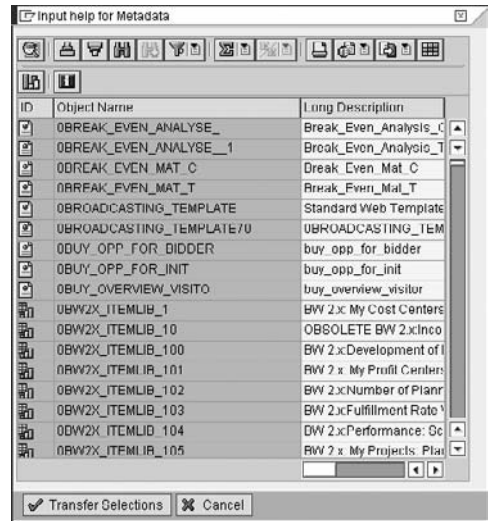 Input help for Metadata
ID Object Name Long Description
0BREAK_EVEN_ANALYSE_ Break_Even_Analysis_C
0BREAK_EVEN_ANALYSE__1 Break_Even_Analysis_T
0BREAK_EVEN_MAT_C Break_Even_Mat_C
0BREAK_EVEN_MAT_T Break_Even_Mat_T
0BROADCASTING_TEMPLATE Standard Web Template
0BROADCASTING_TEMPLATE70 0BROADCASTING_TEM
0BUY_OPP_FOR_BIDDER buy_opp_for_bidder
0BUY_OPP_FOR_INIT buy_opp_for_init
0BUY_OVERVIEW_VISITO buy_overview_visitor
0BW2X_ITEMLIB_1 BW 2.x: My Cost Centers
0BW2X_ITEMLIB_10 OBSOLETE BW 2.x:Inco
0BW2X_ITEMLIB_100 BW 2.x:Development of I
0BW2X_ITEMLIB_101 BW 2.x: My Profit Centers
0BW2X_ITEMLIB_102 BW 2.x:Number of Plann
0BW2X_ITEMLIB_103 BW 2.x:Fulfillment Rate
0BW2X_ITEMLIB_104 BW 2.x:Performance: Sc
0BW2X_ITEMLIB_105 BW 2.x: My Projects: Plan
Transfer Selections Cancel